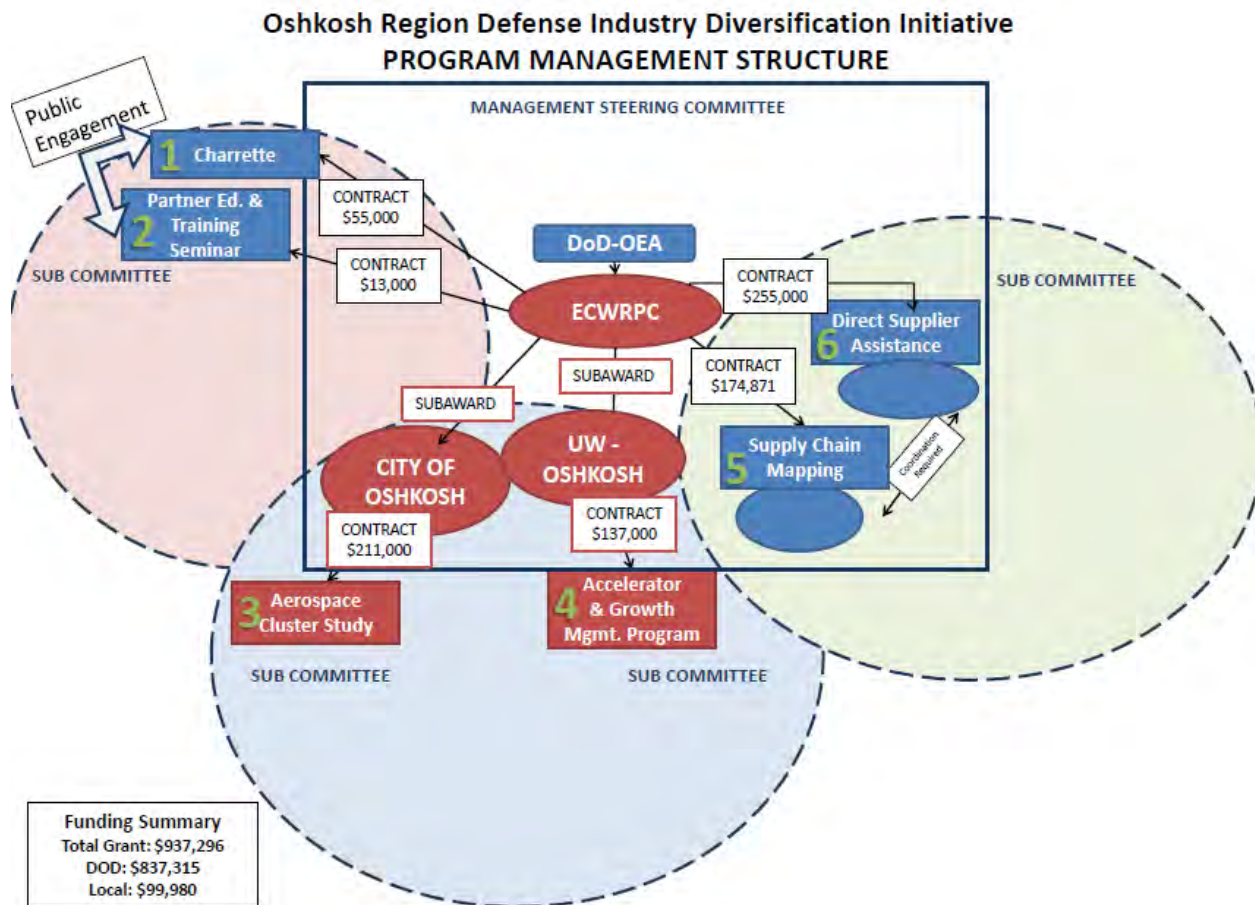 Oshkosh Region Defense Industry Diversification Initiative
PROGRAM MANAGEMENT STRUCTURE
MANAGEMENT STEERING COMMITTEE
Public
Engagement
1 Charrette
2 Partner Ed. &
Training
Seminar
SUB COMMITTEE
CONTRACT
$55,000
CONTRACT
$13,000
DoD-OEA
ECWRPC
CONTRACT
$255,000
SUB COMMITTEE
6 Direct Supplier
Assistance
CONTRACT
$174,871
SUBAWARD
SUBAWARD
CITY OF
OSHKOSH
UW -
OSHKOSH
5 Supply Chain
Mapping
Coordination
Required
CONTRACT
$211,000
CONTRACT
$137,000
3 Aerospace
Cluster Study
4 Accelerator
& Growth
Mgmt. Program
SUB COMMITTEE
SUB COMMITTEE
Funding Summary
Total Grant: $937,296
DOD: $837,315
Local: $99,980